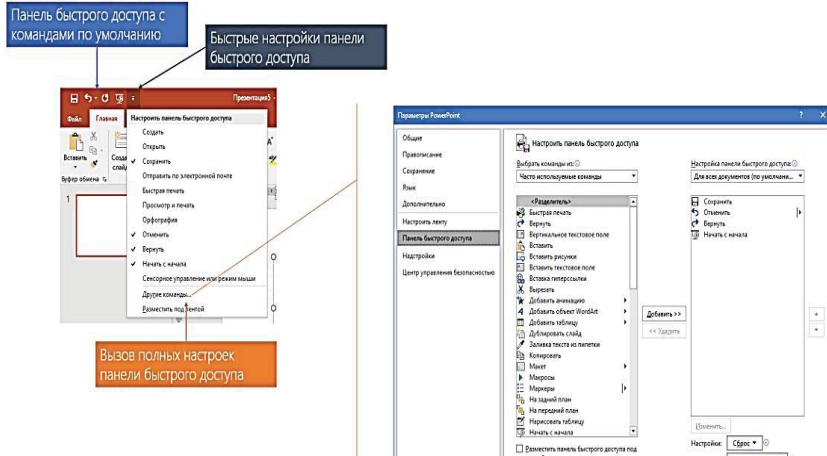 Панель быстрого доступа с
командами по умолчанию
Быстрые настройки панели
быстрого доступа
Презентация5 -
Файл
Главная
Вставить
Созда
слайд
Буфер обмена
1
Настроить панель быстрого доступа
Создать
Открыть
Сохранить
Отправить по электронной почте
Быстрая печать
Просмотр и печать
Орфография
Отменить
Вернуть
Начать с начала
Сенсорное управление или режим мыши
Другие команды...
Разместить под лентой
Вызов полных настроек
панели быстрого доступа
Параметры PowerPoint
Общие
Правописание
Сохранение
Язык
Дополнительно
Настроить ленту
Панель быстрого доступа
Надстройки
Центр управления безопасностью
Настроить панель быстрого доступа
Выбрать команды из:
Часто используемые команды
<Разделитель>
Быстрая печать
Вернуть
Вертикальное текстовое поле
Вставить
Вставить рисунки
Вставить текстовое поле
Вставка гиперссылки
Вырезать
Добавить анимацию
Добавить объект WordArt
Добавить таблицу
Дублировать слайд
Заливка текста из пипетки
Копировать
Макет
Макросы
Маркеры
На задний план
На передний план
Нарисовать таблицу
Начать с начала
Разместить панель быстрого доступа под
Добавить >>
<< Удалить
Настройка панели быстрого доступа:
Для всех документов (по умолчани...
Сохранить
Отменить
Вернуть
Начать с начала
Изменить...
Настройки:
Сброс